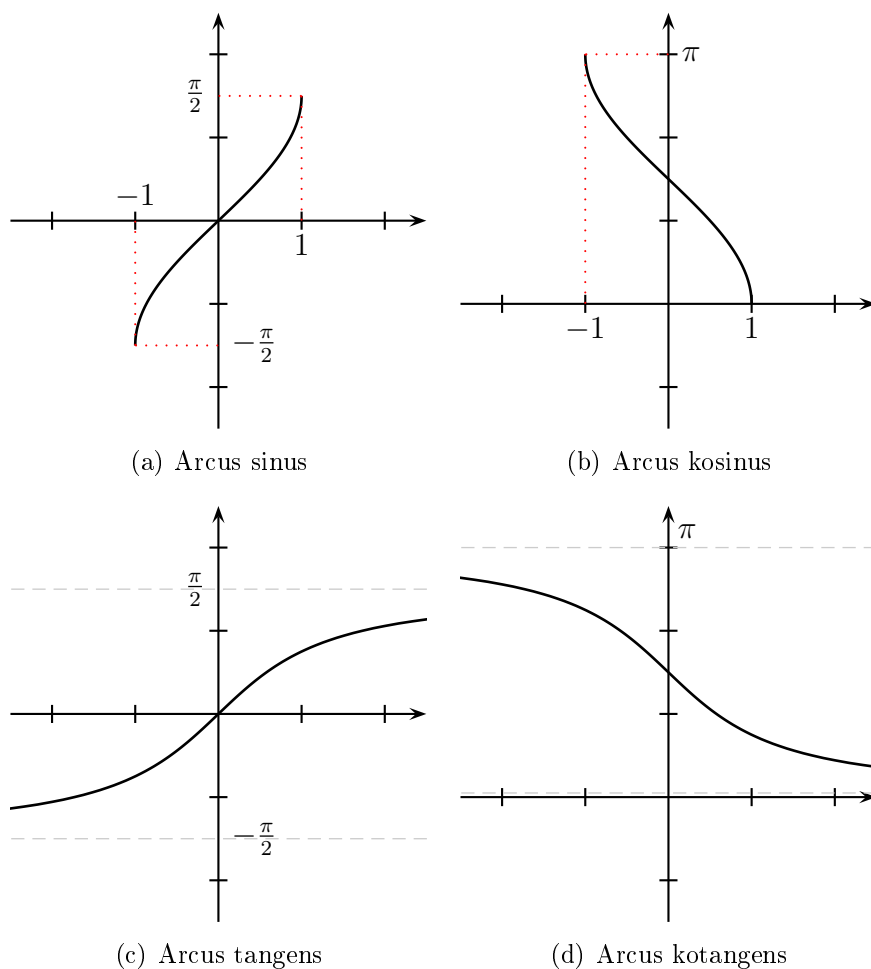 π/2
−1
1
−π/2
(a) Arcus sinus
π
−1
1
(b) Arcus kosinus
π/2
−π/2
(c) Arcus tangens
π
(d) Arcus kotangens